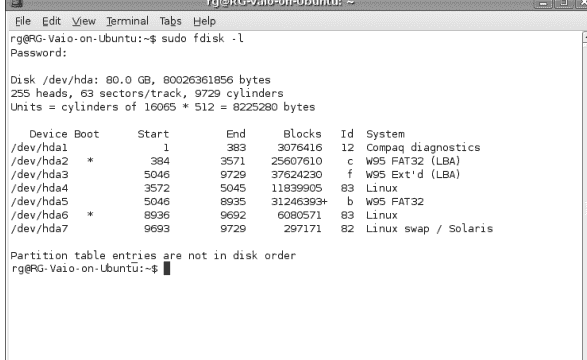 rg@RG-Vaio-on-Ubuntu: ~
File Edit View Terminal Tabs Help
rg@RG-Vaio-on-Ubuntu:~$ sudo fdisk -l
Password:
Disk /dev/hda: 80.0 GB, 80026361856 bytes
255 heads, 63 sectors/track, 9729 cylinders
Units = cylinders of 16065 * 512 = 8225280 bytes
Device Boot Start End Blocks Id System
/dev/hda1 1 383 3076416 12 Compaq diagnostics
/dev/hda2 * 384 3571 25607610 c W95 FAT32 (LBA)
/dev/hda3 5046 9729 37624230 f W95 Ext'd (LBA)
/dev/hda4 3572 5045 11839905 83 Linux
/dev/hda5 5046 8935 31246393+ b W95 FAT32
/dev/hda6 * 8936 9692 6080571 83 Linux
/dev/hda7 9693 9729 297171 82 Linux swap / Solaris
Partition table entries are not in disk order
rg@RG-Vaio-on-Ubuntu:~$